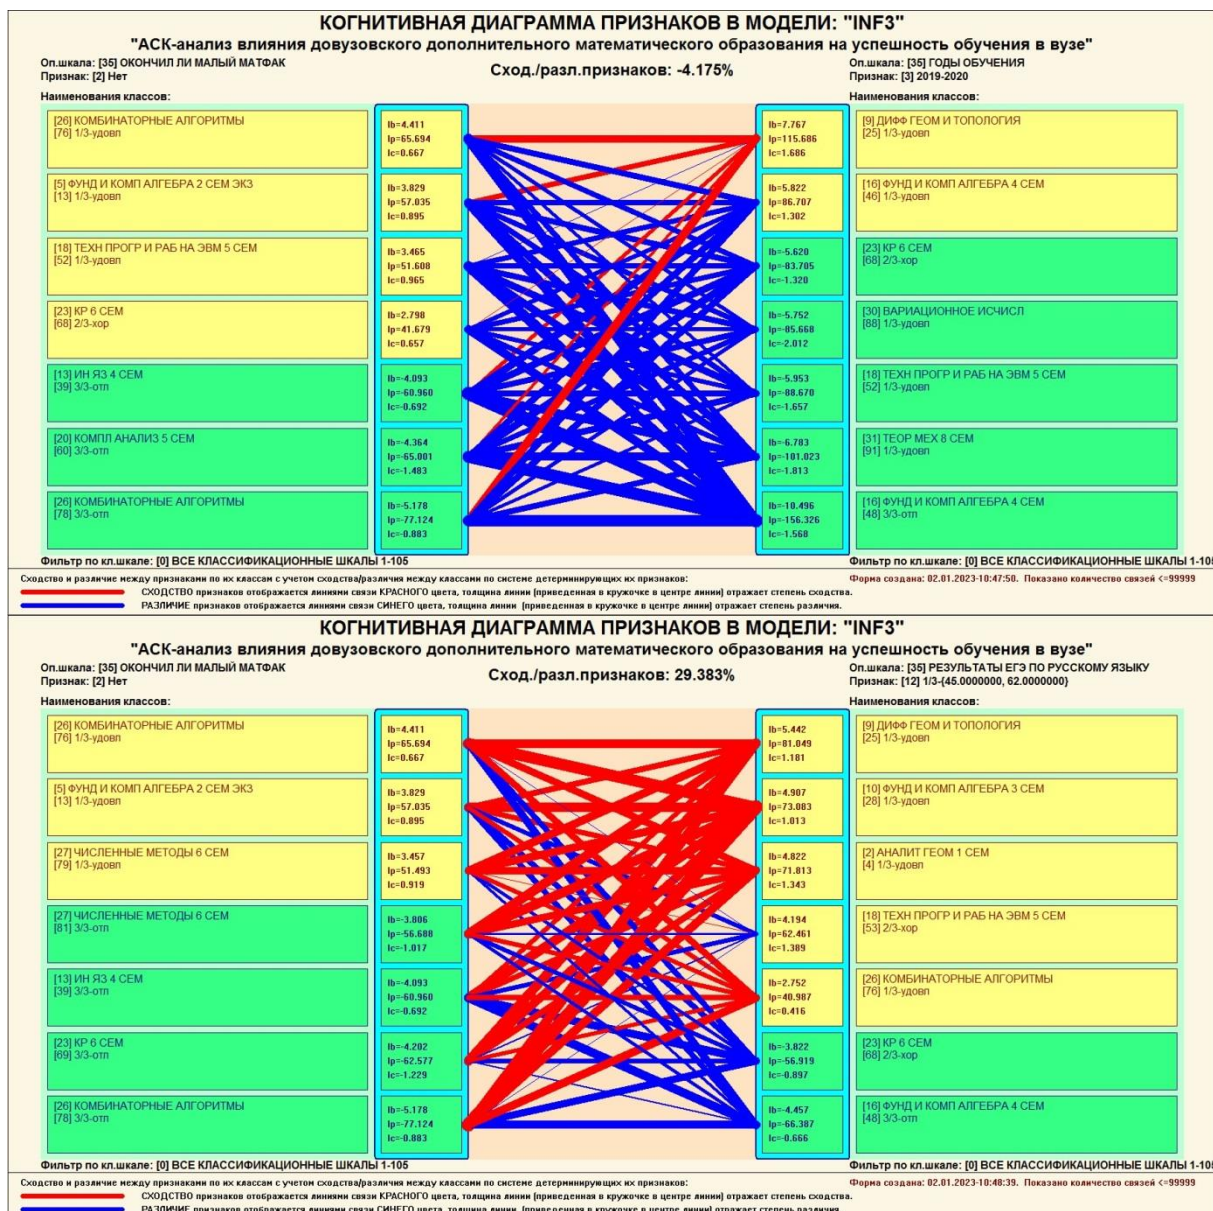 КОГНИТИВНАЯ ДИАГРАММА ПРИЗНАКОВ В МОДЕЛИ: "INF3"
"АСК-анализ влияния довузовского дополнительного математического образования на успешность обучения в вузе"
Оп.шкала: [35] ОКОНЧИЛ ЛИ МАЛЫЙ МАТФАК
Признак: [2] Нет
Сход./разл.признаков: -4.175%
Оп.шкала: [35] ГОДЫ ОБУЧЕНИЯ
Признак: [3] 2019-2020
Наименования классов:
Наименования классов:
[26] КОМБИНАТОРНЫЕ АЛГОРИТМЫ
[76] 1/3-удовл
Ib=4.411
Ip=65.694
Ic=0.667
Ib=7.767
Ip=115.686
Ic=1.686
[9] ДИФФ ГЕОМ И ТОПОЛОГИЯ
[25] 1/3-удовл
[5] ФУНД И КОМП АЛГЕБРА 2 СЕМ ЭКЗ
[13] 1/3-удовл
Ib=3.829
Ip=57.035
Ic=0.895
Ib=5.822
Ip=86.707
Ic=1.302
[16] ФУНД И КОМП АЛГЕБРА 4 СЕМ
[46] 1/3-удовл
[18] ТЕХН ПРОГР И РАБ НА ЭВМ 5 СЕМ
[52] 1/3-удовл
Ib=3.465
Ip=51.608
Ic=0.965
Ib=-5.620
Ip=-83.705
Ic=-1.320
[23] КР 6 СЕМ
[68] 2/3-хор
[23] КР 6 СЕМ
[68] 2/3-хор
Ib=2.798
Ip=41.679
Ic=0.657
Ib=-5.752
Ip=-85.668
Ic=-2.012
[30] ВАРИАЦИОННОЕ ИСЧИСЛ
[88] 1/3-удовл
[13] ИН ЯЗ 4 СЕМ
[39] 3/3-отл
Ib=-4.093
Ip=-60.960
Ic=-0.692
Ib=-5.953
Ip=-88.670
Ic=-1.657
[18] ТЕХН ПРОГР И РАБ НА ЭВМ 5 СЕМ
[52] 1/3-удовл
[20] КОМПЛ АНАЛИЗ 5 СЕМ
[60] 3/3-отл
Ib=-4.364
Ip=-65.001
Ic=-1.483
Ib=-6.783
Ip=-101.023
Ic=-1.813
[31] ТЕОР МЕХ 8 СЕМ
[91] 1/3-удовл
[26] КОМБИНАТОРНЫЕ АЛГОРИТМЫ
[78] 3/3-отл
Ib=-5.178
Ip=-77.124
Ic=-0.883
Ib=-10.496
Ip=-156.326
Ic=-1.568
[16] ФУНД И КОМП АЛГЕБРА 4 СЕМ
[48] 3/3-отл
Фильтр по кл.шкале: [0] ВСЕ КЛАССИФИКАЦИОННЫЕ ШКАЛЫ 1-105
Фильтр по кл.шкале: [0] ВСЕ КЛАССИФИКАЦИОННЫЕ ШКАЛЫ 1-105
Сходство и различие между признаками по их классам с учетом сходства/различия между классами по системе детерминирующих их признаков:
Форма создана: 02.01.2023-10:47:50. Показано количество связей <=99999
СХОДСТВО признаков отображается линиями связи КРАСНОГО цвета, толщина линии (приведенная в кружочке в центре линии) отражает степень сходства.
РАЗЛИЧИЕ признаков отображается линиями связи СИНЕГО цвета, толщина линии (приведенная в кружочке в центре линии) отражает степень различия.
КОГНИТИВНАЯ ДИАГРАММА ПРИЗНАКОВ В МОДЕЛИ: "INF3"
"АСК-анализ влияния довузовского дополнительного математического образования на успешность обучения в вузе"
Оп.шкала: [35] ОКОНЧИЛ ЛИ МАЛЫЙ МАТФАК
Признак: [2] Нет
Сход./разл.признаков: 29.383%
Оп.шкала: [35] РЕЗУЛЬТАТЫ ЕГЭ ПО РУССКОМУ ЯЗЫКУ
Признак: [12] 1/3-{45.0000000, 62.0000000}
Наименования классов:
Наименования классов:
[26] КОМБИНАТОРНЫЕ АЛГОРИТМЫ
[76] 1/3-удовл
Ib=4.411
Ip=65.694
Ic=0.667
Ib=5.442
Ip=81.049
Ic=1.181
[9] ДИФФ ГЕОМ И ТОПОЛОГИЯ
[25] 1/3-удовл
[5] ФУНД И КОМП АЛГЕБРА 2 СЕМ ЭКЗ
[13] 1/3-удовл
Ib=3.829
Ip=57.035
Ic=0.895
Ib=4.907
Ip=73.083
Ic=1.013
[10] ФУНД И КОМП АЛГЕБРА 3 СЕМ
[28] 1/3-удовл
[27] ЧИСЛЕННЫЕ МЕТОДЫ 6 СЕМ
[79] 1/3-удовл
Ib=3.457
Ip=51.493
Ic=0.919
Ib=4.822
Ip=71.813
Ic=1.343
[2] АНАЛИТ ГЕОМ 1 СЕМ
[4] 1/3-удовл
[27] ЧИСЛЕННЫЕ МЕТОДЫ 6 СЕМ
[81] 3/3-отл
Ib=-3.806
Ip=-56.688
Ic=-1.017
Ib=4.194
Ip=62.461
Ic=1.389
[18] ТЕХН ПРОГР И РАБ НА ЭВМ 5 СЕМ
[53] 2/3-хор
[13] ИН ЯЗ 4 СЕМ
[39] 3/3-отл
Ib=-4.093
Ip=-60.960
Ic=-0.692
Ib=2.752
Ip=40.987
Ic=0.416
[26] КОМБИНАТОРНЫЕ АЛГОРИТМЫ
[76] 1/3-удовл
[23] КР 6 СЕМ
[69] 3/3-отл
Ib=-4.202
Ip=-62.577
Ic=-1.229
Ib=-3.822
Ip=-56.919
Ic=-0.897
[23] КР 6 СЕМ
[68] 2/3-хор
[26] КОМБИНАТОРНЫЕ АЛГОРИТМЫ
[78] 3/3-отл
Ib=-5.178
Ip=-77.124
Ic=-0.883
Ib=-4.457
Ip=-66.387
Ic=-0.666
[16] ФУНД И КОМП АЛГЕБРА 4 СЕМ
[48] 3/3-отл
Фильтр по кл.шкале: [0] ВСЕ КЛАССИФИКАЦИОННЫЕ ШКАЛЫ 1-105
Фильтр по кл.шкале: [0] ВСЕ КЛАССИФИКАЦИОННЫЕ ШКАЛЫ 1-105
Сходство и различие между признаками по их классам с учетом сходства/различия между классами по системе детерминирующих их признаков:
Форма создана: 02.01.2023-10:48:39. Показано количество связей <=99999
СХОДСТВО признаков отображается линиями связи КРАСНОГО цвета, толщина линии (приведенная в кружочке в центре линии) отражает степень сходства.
РАЗЛИЧИЕ признаков отображается линиями связи СИНЕГО цвета, толщина линии (приведенная в кружочке в центре линии) отражает степень различия.